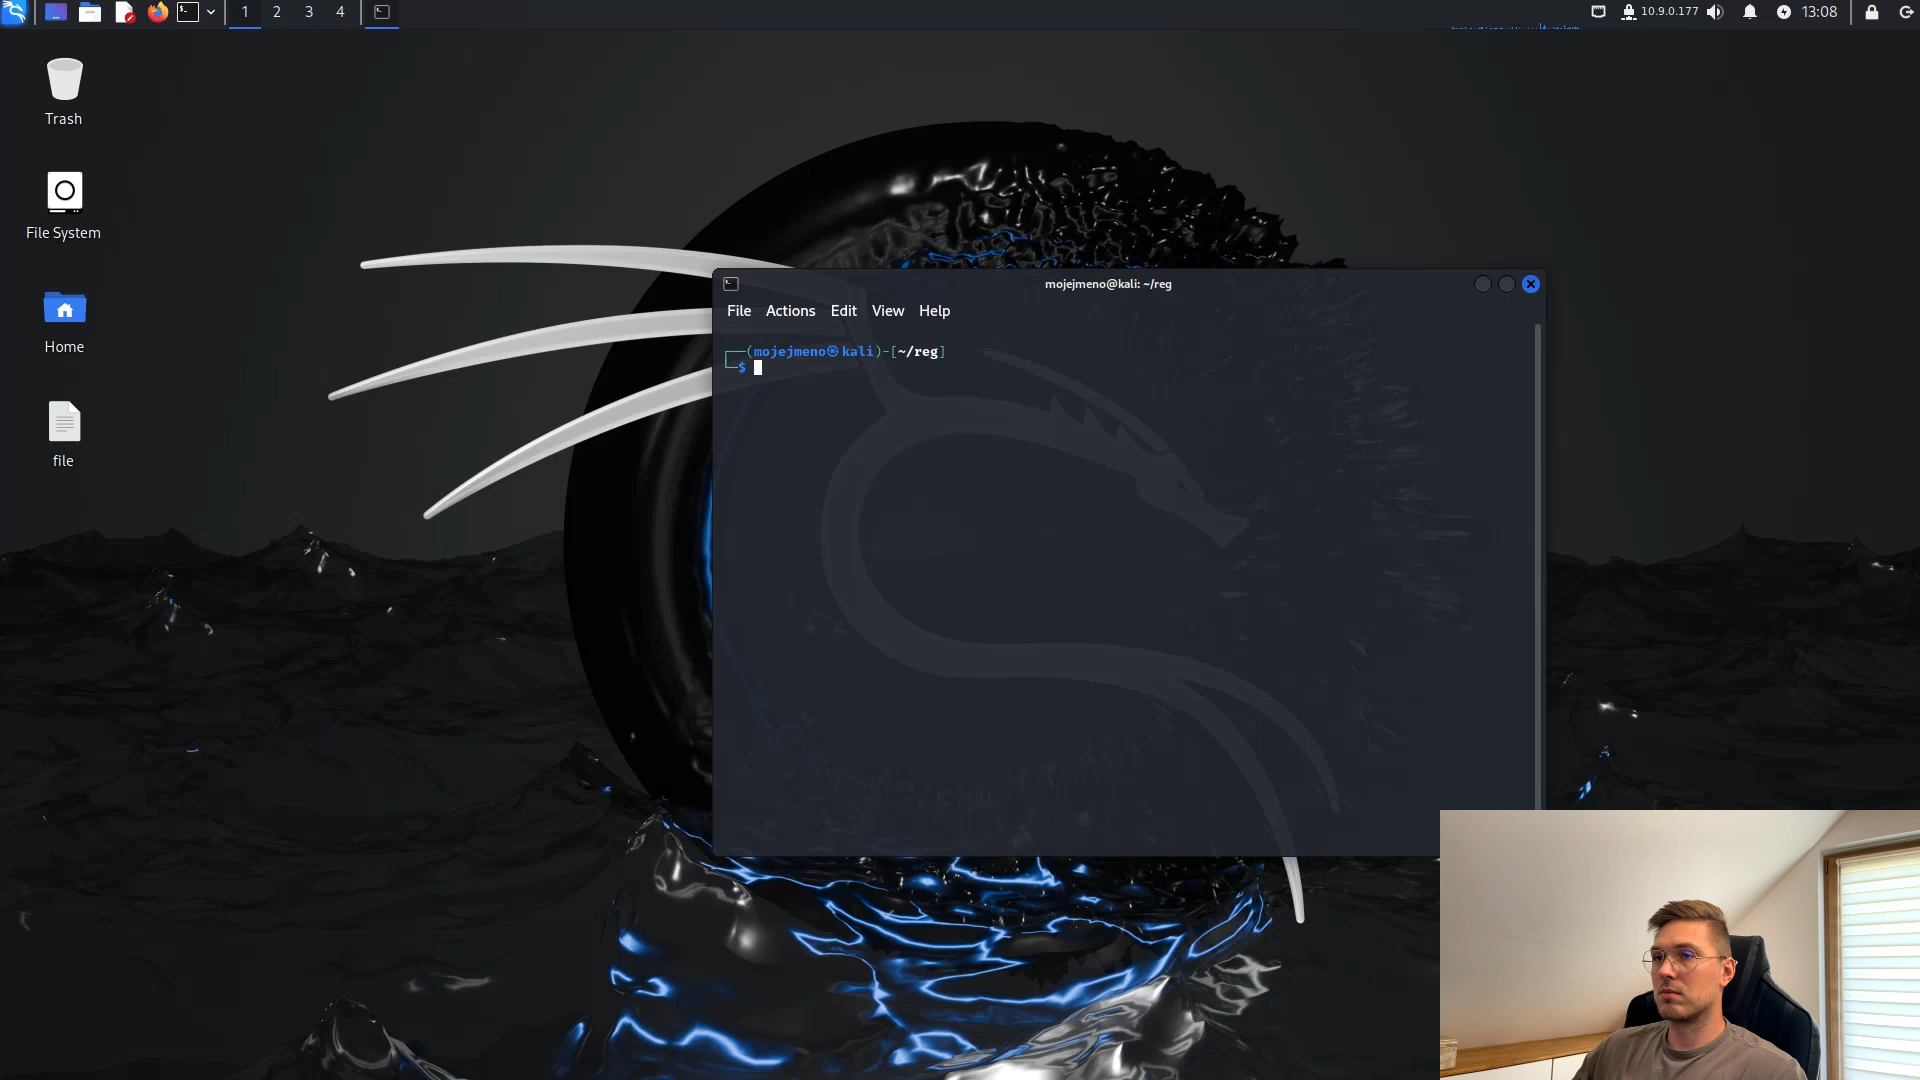 1 2 3 4
10.9.0.177
13:08
Trash
File System
Home
file
mojejmeno@kali: ~/reg
File Actions Edit View Help
┌──(mojejmeno㉿kali)-[~/reg]
└─$